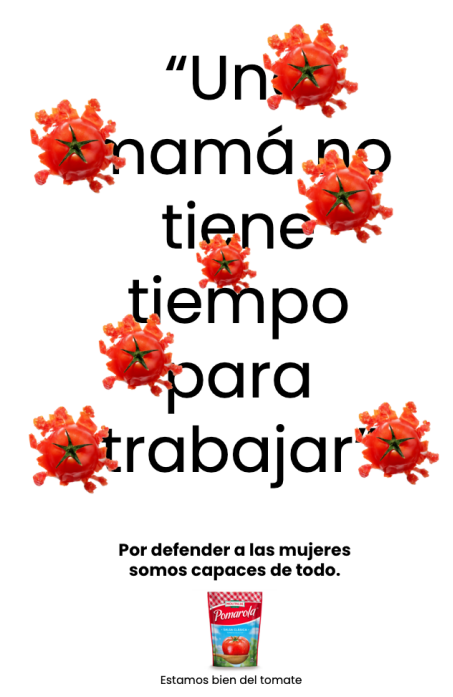 “Una
mamá no
tiene
tiempo
para
trabajar”
Por defender a las mujeres
somos capaces de todo.
Pomarola
Estamos bien del tomate